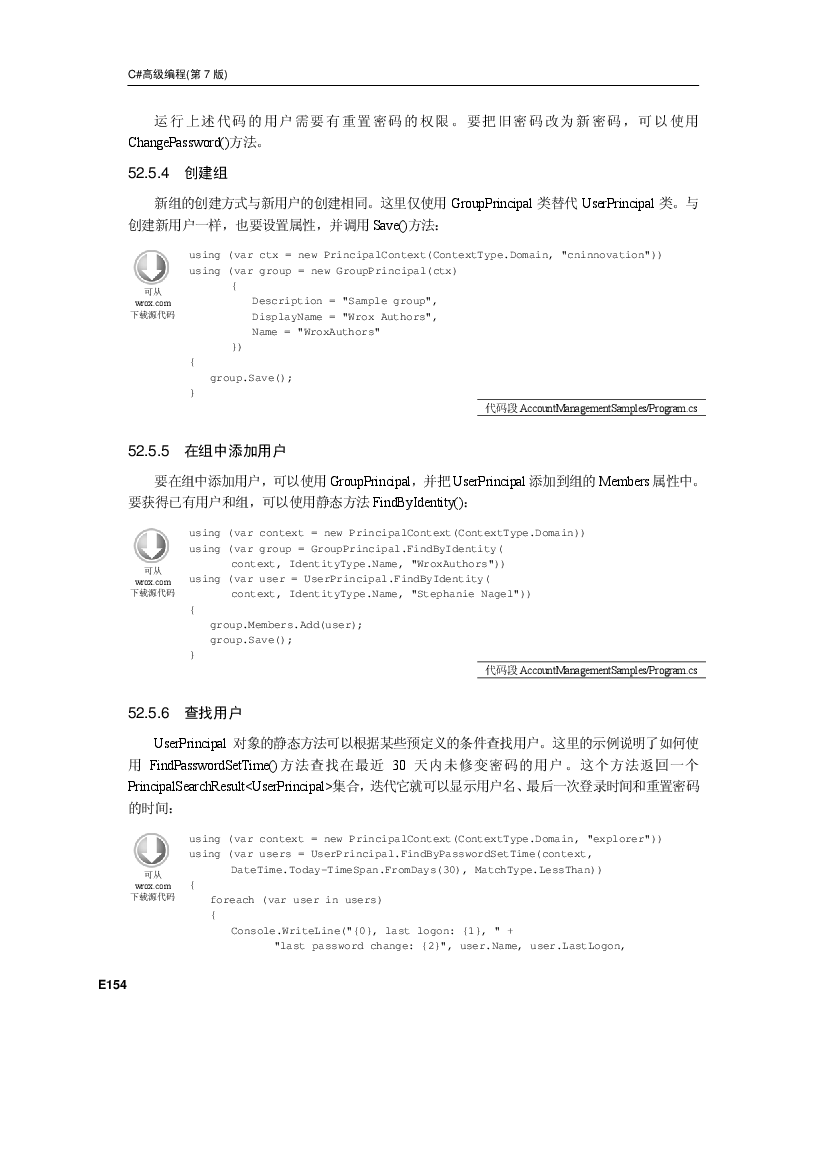 C#高级编程(第 7 版)
运行上述代码的用户需要有重置密码的权限。要把旧密码改为新密码，可以使用
ChangePassword()方法。
52.5.4 创建组
新组的创建方式与新用户的创建相同。这里仅使用 GroupPrincipal 类替代 UserPrincipal 类。与
创建新用户一样，也要设置属性，并调用 Save()方法：
可从
wrox.com
下载源代码
using (var ctx = new PrincipalContext(ContextType.Domain, "cninnovation"))
using (var group = new GroupPrincipal(ctx)
{
Description = "Sample group",
DisplayName = "Wrox Authors",
Name = "WroxAuthors"
})
{
group.Save();
}
代码段 AccountManagementSamples/Program.cs
52.5.5 在组中添加用户
要在组中添加用户，可以使用 GroupPrincipal，并把 UserPrincipal 添加到组的 Members 属性中。
要获得已有用户和组，可以使用静态方法 FindByIdentity()：
可从
wrox.com
下载源代码
using (var context = new PrincipalContext(ContextType.Domain))
using (var group = GroupPrincipal.FindByIdentity(
context, IdentityType.Name, "WroxAuthors"))
using (var user = UserPrincipal.FindByIdentity(
context, IdentityType.Name, "Stephanie Nagel"))
{
group.Members.Add(user);
group.Save();
}
代码段 AccountManagementSamples/Program.cs
52.5.6 查找用户
UserPrincipal 对象的静态方法可以根据某些预定义的条件查找用户。这里的示例说明了如何使
用 FindPasswordSetTime()方法查找在最近 30 天内未修变密码的用户。这个方法返回一个
PrincipalSearchResult<UserPrincipal>集合，迭代它就可以显示用户名、最后一次登录时间和重置密码
的时间：
可从
wrox.com
下载源代码
using (var context = new PrincipalContext(ContextType.Domain, "explorer"))
using (var users = UserPrincipal.FindByPasswordSetTime(context,
DateTime.Today-TimeSpan.FromDays(30), MatchType.LessThan))
{
foreach (var user in users)
{
Console.WriteLine("{0}, last logon: {1}, " +
"last password change: {2}", user.Name, user.LastLogon,
E154